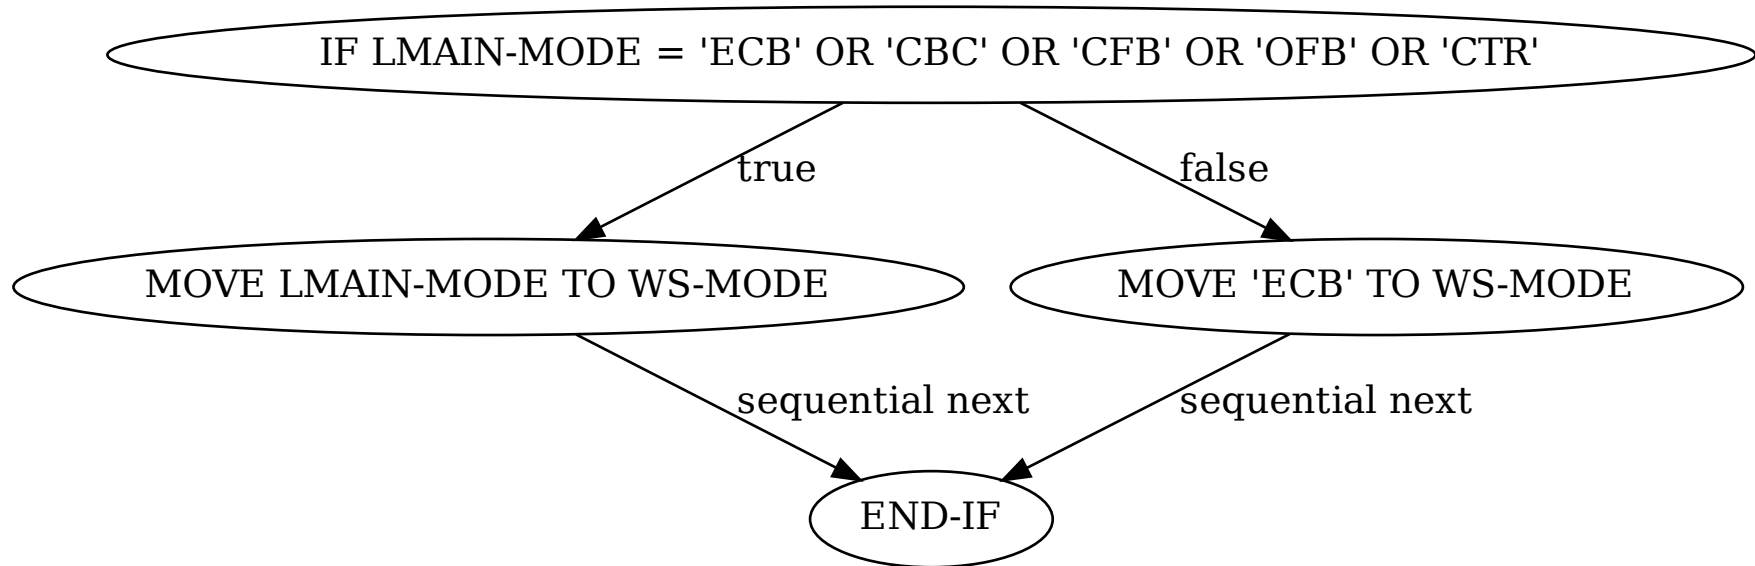 IF LMAIN-MODE = 'ECB' OR 'CBC' OR 'CFB' OR 'OFB' OR 'CTR'
true
false
MOVE LMAIN-MODE TO WS-MODE
MOVE 'ECB' TO WS-MODE
sequential next
sequential next
END-IF